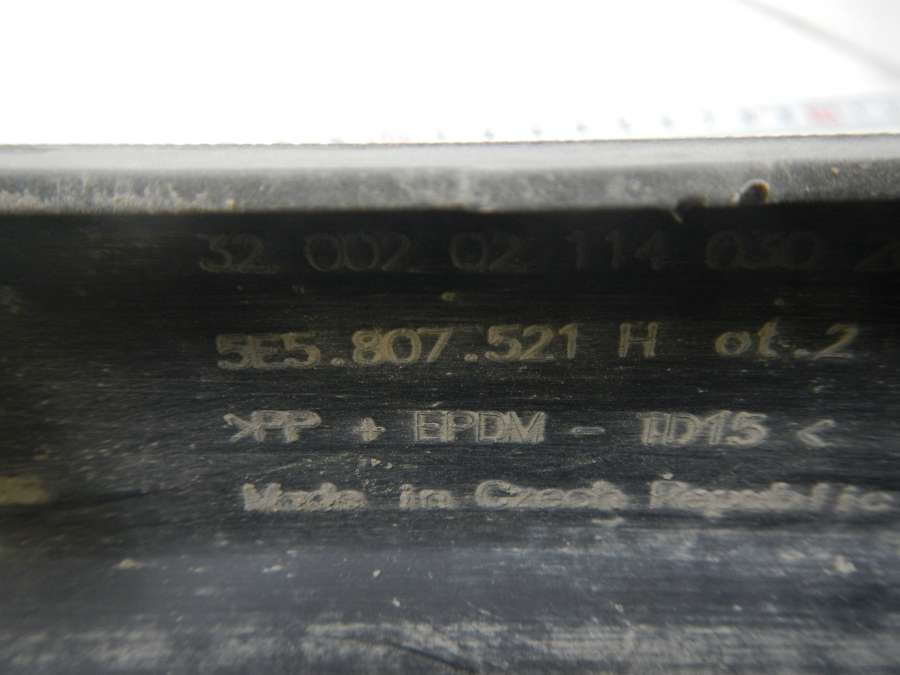 32 002 02 114 030
5E5.807.521 H ot.2
>PP + EPDM - TD15 <
Made in Czech Republic